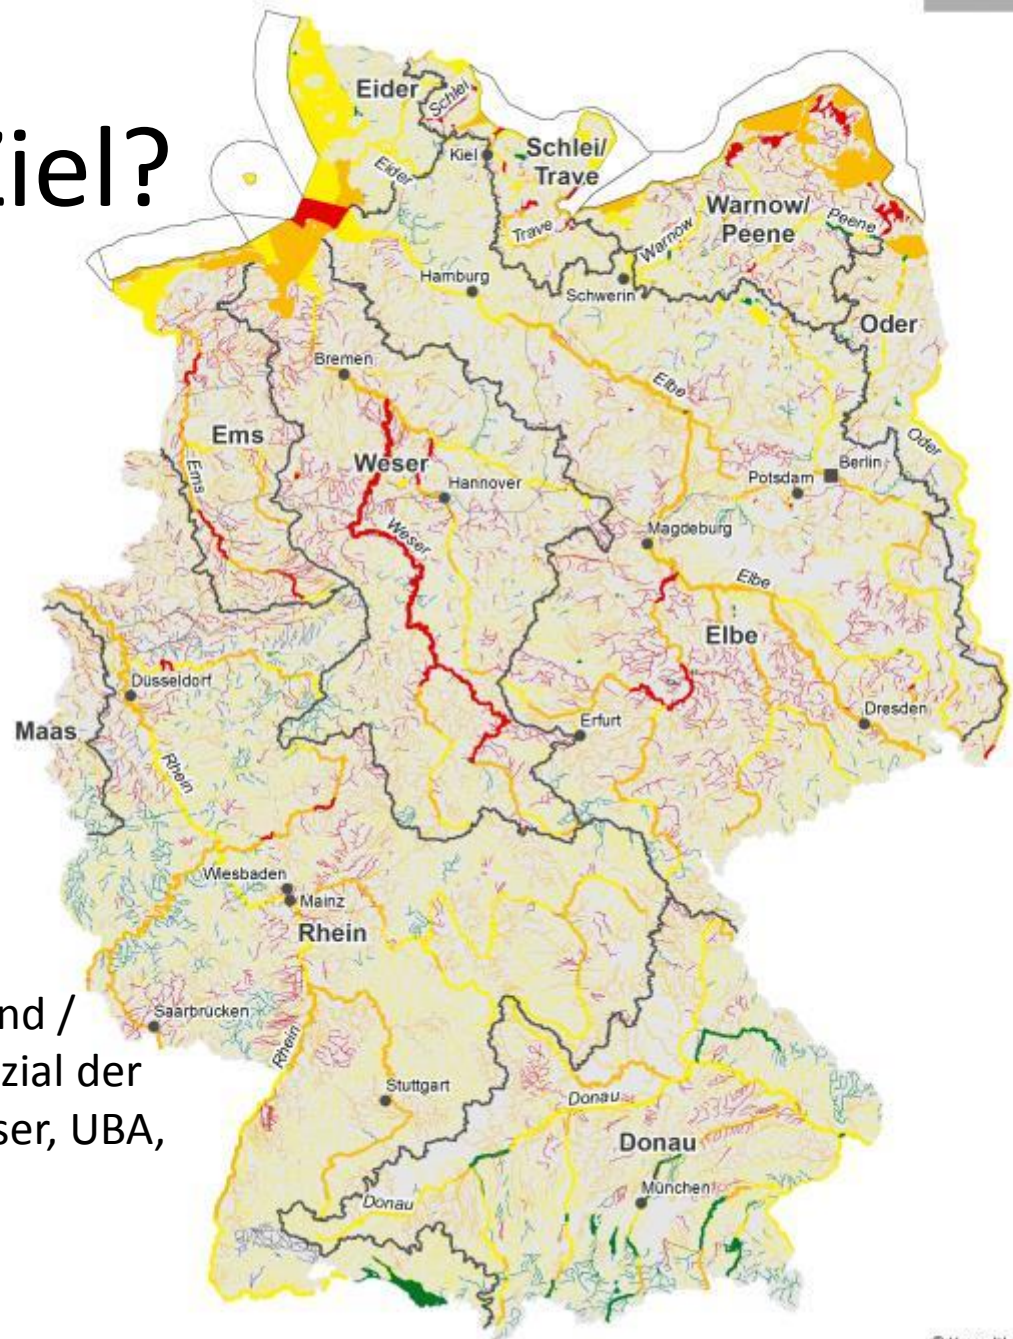 Ziel?
Eider
Schlei
Kiel
Schlei/
Trave
Eider
Trave
Warnow
Warnow/
Peene
Peene
Hamburg
Schwerin
Oder
Bremen
Elbe
Ems
Ems
Weser
Hannover
Weser
Potsdam
Berlin
Oder
Magdeburg
Elbe
Elbe
Düsseldorf
Maas
Rhein
Erfurt
Dresden
Wiesbaden
Mainz
Rhein
nd /
zial der
ser, UBA,
Saarbrücken
Rhein
Stuttgart
Donau
Donau
München
Donau